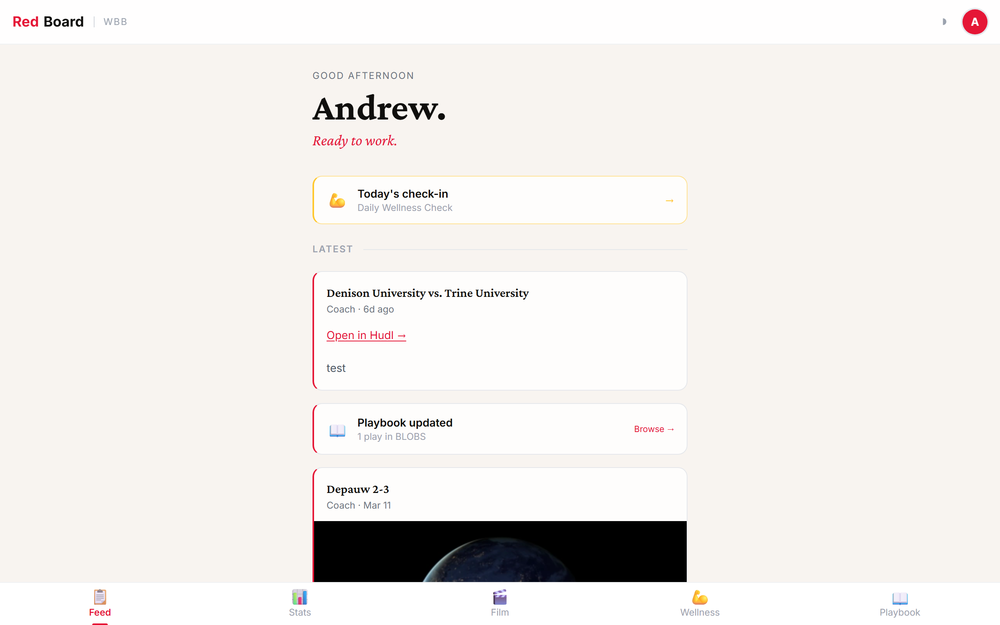 Red Board | WBB
A
GOOD AFTERNOON
Andrew.
Ready to work.
Today's check-in
Daily Wellness Check
→
LATEST
Denison University vs. Trine University
Coach · 6d ago
Open in Hudl →
test
Playbook updated
1 play in BLOBS
Browse →
Depauw 2-3
Coach · Mar 11
Feed
Stats
Film
Wellness
Playbook